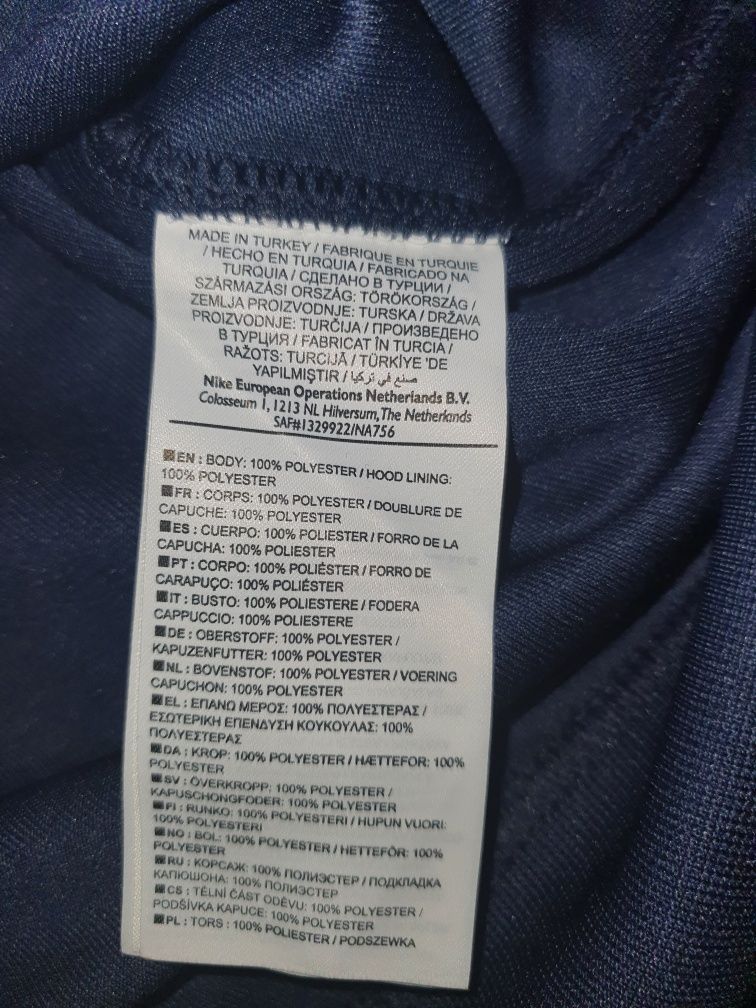 MADE IN TURKEY / FABRIQUE EN TURQUIE
/ HECHO EN TURQUIA / FABRICADO NA
TURQUIA / СДЕЛАНО В ТУРЦИИ /
SZÁRMAZÁSI ORSZÁG: TÖRÖKORSZÁG /
ZEMLJA PROIZVODNJE: TURSKA / DRŽAVA
PROIZVODNJE: TURČIJA / ПРОИЗВЕДЕНО
В ТУРЦИЯ / FABRICAT ÎN TURCIA /
RAŽOTS: TURCIJĀ / TÜRKİYE 'DE
YAPILMIŞTIR / صنع في تركيا
Nike European Operations Netherlands B.V.
Colosseum 1, 1213 NL Hilversum, The Netherlands
SAF#1329922/NA756
EN : BODY: 100% POLYESTER / HOOD LINING:
100% POLYESTER
FR : CORPS: 100% POLYESTER / DOUBLURE DE
CAPUCHE: 100% POLYESTER
ES : CUERPO: 100% POLIESTER / FORRO DE LA
CAPUCHA: 100% POLIESTER
PT : CORPO: 100% POLIÉSTER / FORRO DE
CARAPUÇO: 100% POLIÉSTER
IT : BUSTO: 100% POLIESTERE / FODERA
CAPPUCCIO: 100% POLIESTERE
DE : OBERSTOFF: 100% POLYESTER /
KAPUZENFUTTER: 100% POLYESTER
NL : BOVENSTOF: 100% POLYESTER / VOERING
CAPUCHON: 100% POLYESTER
EL : ΕΠΑΝΩ ΜΕΡΟΣ: 100% ΠΟΛΥΕΣΤΕΡΑΣ /
ΕΣΩΤΕΡΙΚΗ ΕΠΕΝΔΥΣΗ ΚΟΥΚΟΥΛΑΣ: 100%
ΠΟΛΥΕΣΤΕΡΑΣ
DA : KROP: 100% POLYESTER / HÆTTEFOR: 100%
POLYESTER
SV : ÖVERKROPP: 100% POLYESTER /
KAPUSCHONGFODER: 100% POLYESTER
FI : RUNKO: 100% POLYESTERI / HUPUN VUORI:
100% POLYESTERI
NO : BOL: 100% POLYESTER / HETTEFÔR: 100%
POLYESTER
RU : КОРСАЖ: 100% ПОЛИЭСТЕР / ПОДКЛАДКА
КАПЮШОНА: 100% ПОЛИЭСТЕР
CS : TĚLNÍ ČÁST ODĚVU: 100% POLYESTER /
PODŠÍVKA KAPUCE: 100% POLYESTER
PL : TORS : 100% POLIESTER / PODSZEWKA